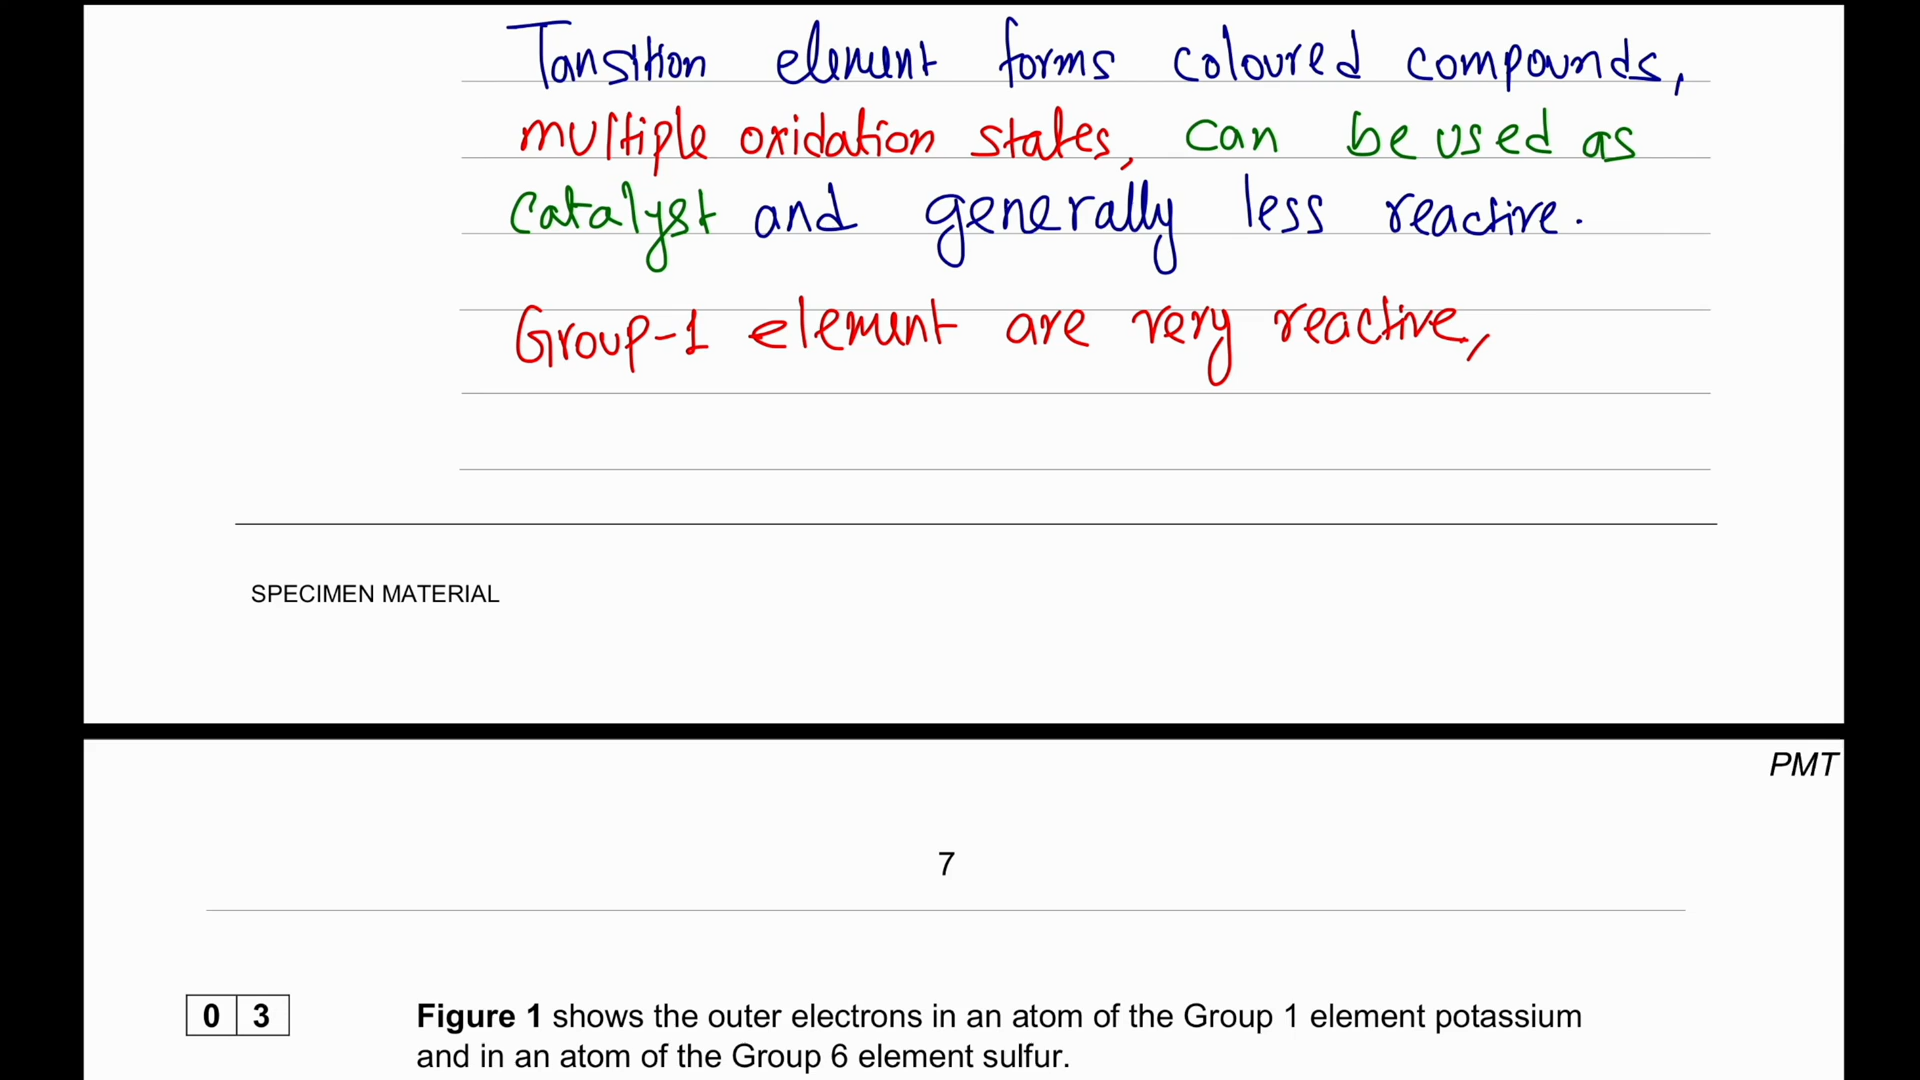 Tansition element forms coloured compounds,
multiple oxidation states, can be used as
catalyst and generally less reactive.
Group-1 element are very reactive,
SPECIMEN MATERIAL
PMT
7
0 3
Figure 1 shows the outer electrons in an atom of the Group 1 element potassium
and in an atom of the Group 6 element sulfur.